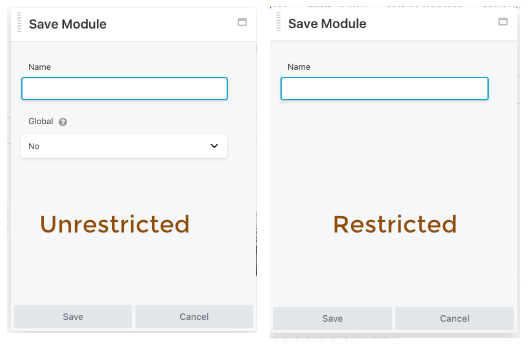 Save Module
Name
Global ?
No
Unrestricted
Save Cancel
Save Module
Name
Restricted
Save Cancel